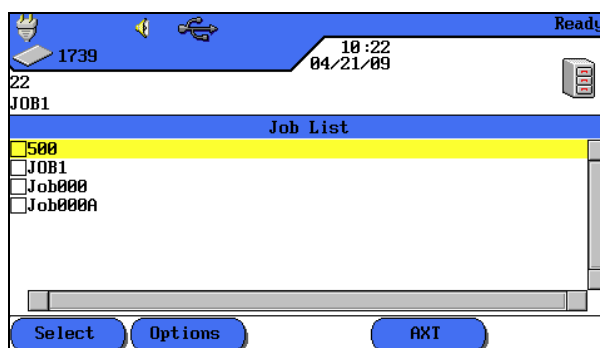 Ready
1739
10:22
04/21/09
22
JOB1
Job List
500
JOB1
Job000
Job000A
Select Options AXT